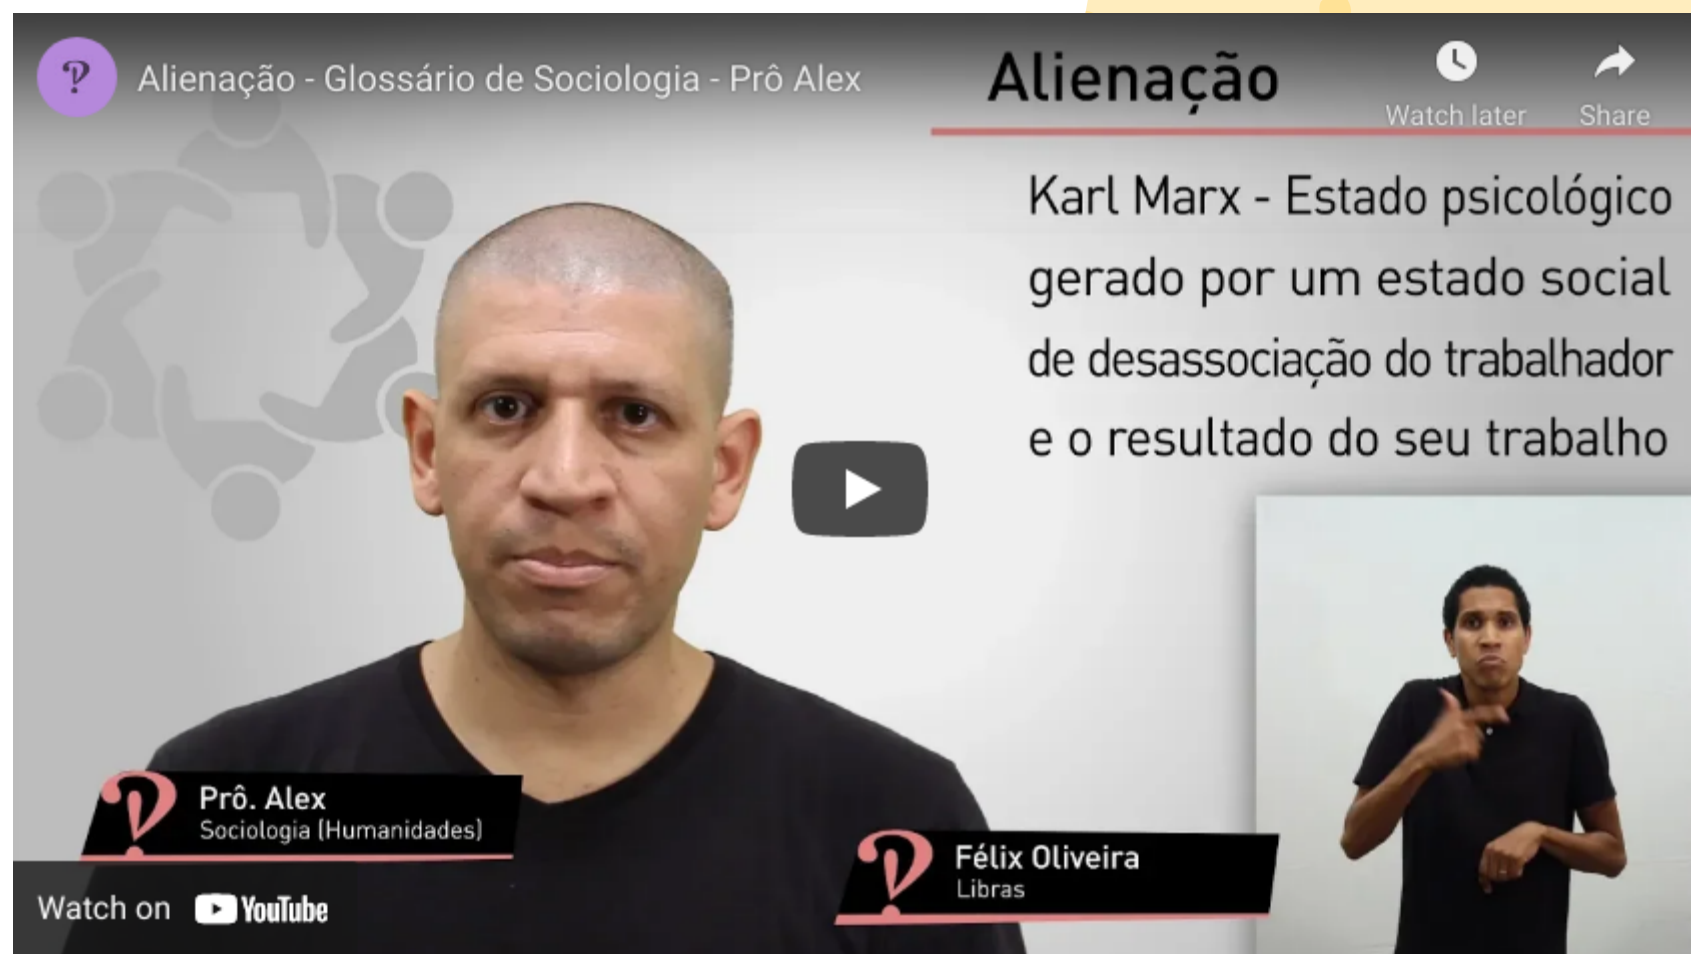 Alienação - Glossário de Sociologia - Prô Alex
Alienação
Watch later
Share
Karl Marx - Estado psicológico
gerado por um estado social
de desassociação do trabalhador
e o resultado do seu trabalho
Prô. Alex
Sociologia (Humanidades)
Félix Oliveira
Libras
Watch on YouTube